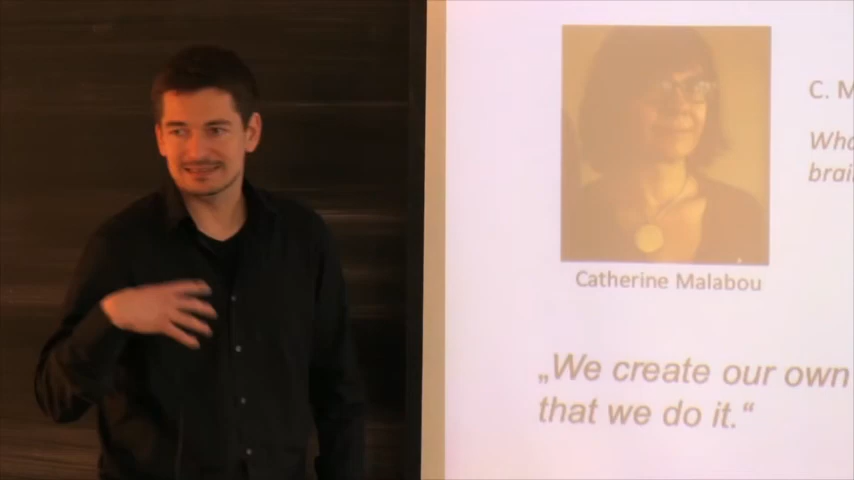 C. M
Wha
brai
Catherine Malabou
„We create our own
that we do it.“